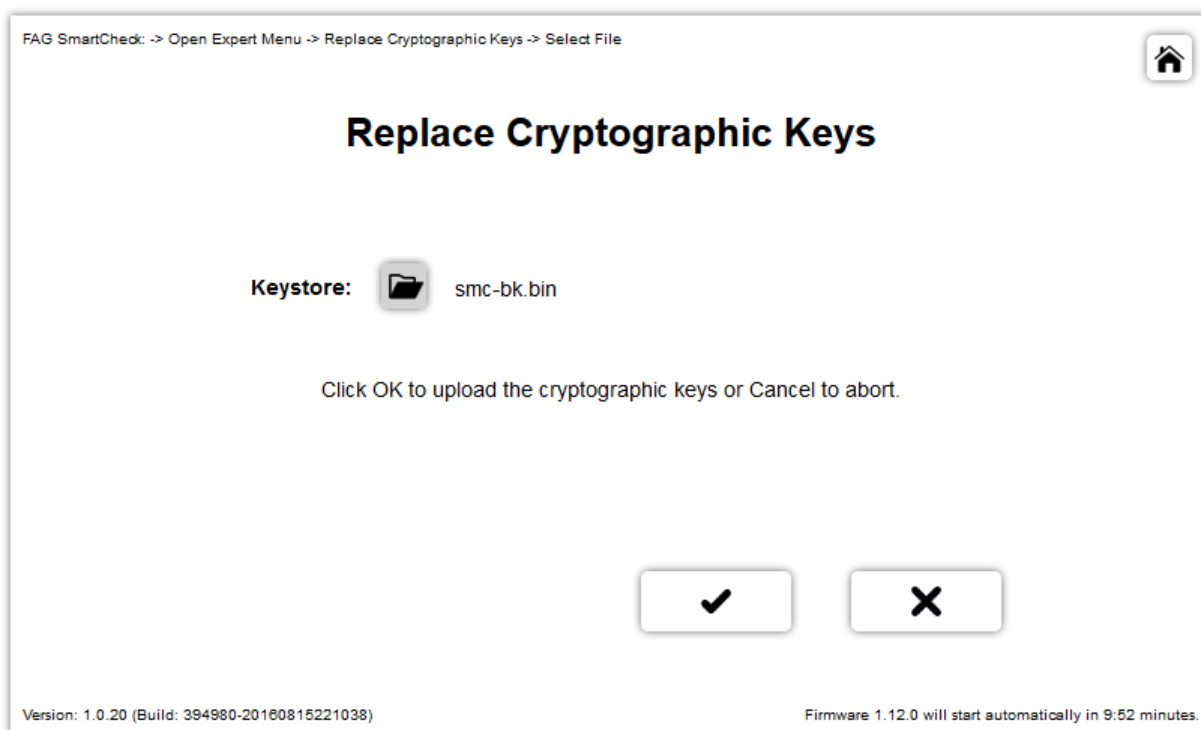 FAG SmartCheck: -> Open Expert Menu -> Replace Cryptographic Keys -> Select File
Replace Cryptographic Keys
Keystore: smc-bk.bin
Click OK to upload the cryptographic keys or Cancel to abort.
Version: 1.0.20 (Build: 394980-20160815221038)
Firmware 1.12.0 will start automatically in 9:52 minutes.